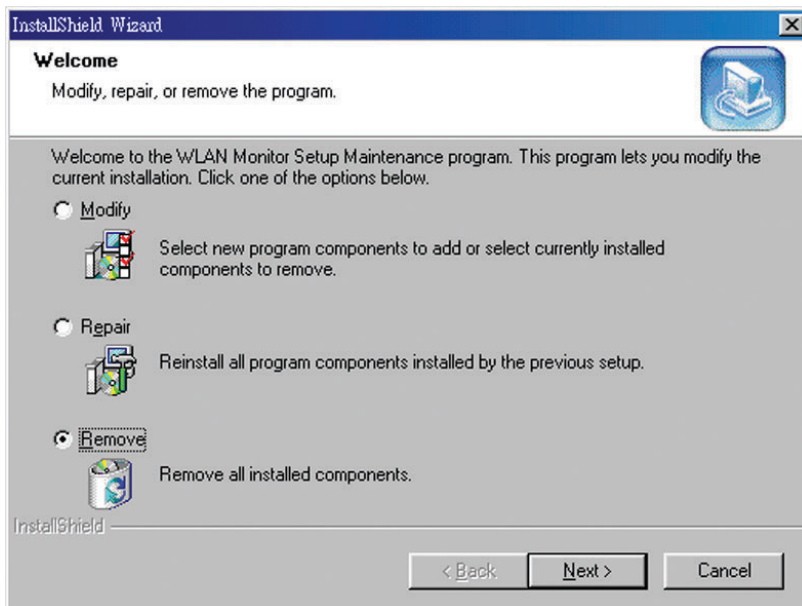 InstallShield Wizard
Welcome
Modify, repair, or remove the program.
Welcome to the WLAN Monitor Setup Maintenance program. This program lets you modify the
current installation. Click one of the options below.
Modify
Select new program components to add or select currently installed
components to remove.
Repair
Reinstall all program components installed by the previous setup.
Remove
Remove all installed components.
InstallShield
< Back
Next >
Cancel